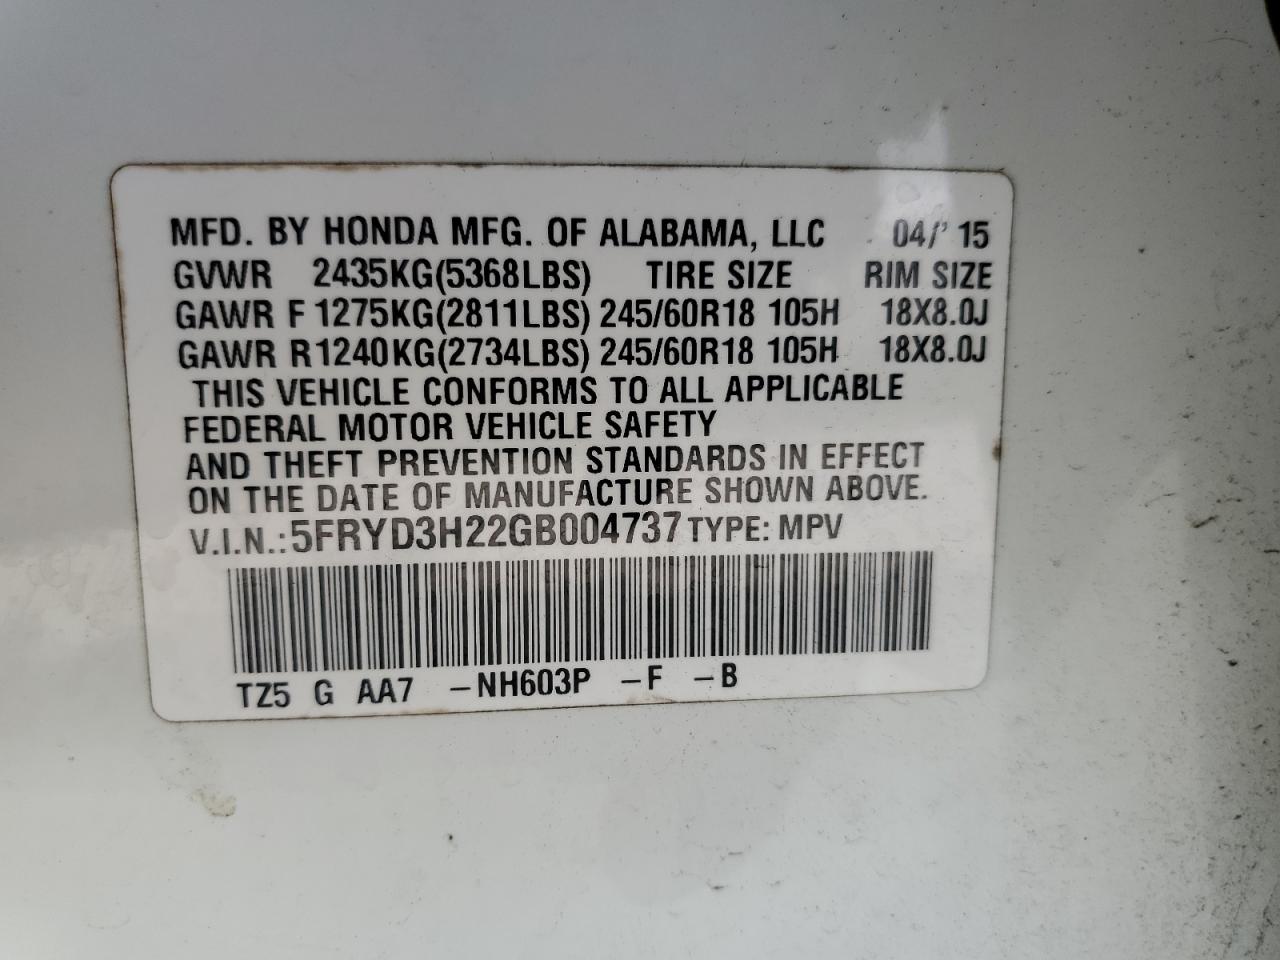 MFD. BY HONDA MFG. OF ALABAMA, LLC 04/' 15
GVWR 2435KG(5368LBS) TIRE SIZE RIM SIZE
GAWR F 1275KG(2811LBS) 245/60R18 105H 18X8.0J
GAWR R1240KG(2734LBS) 245/60R18 105H 18X8.0J
THIS VEHICLE CONFORMS TO ALL APPLICABLE
FEDERAL MOTOR VEHICLE SAFETY
AND THEFT PREVENTION STANDARDS IN EFFECT
ON THE DATE OF MANUFACTURE SHOWN ABOVE.
V.I.N.:5FRYD3H22GB004737 TYPE: MPV
TZ5 G AA7 –NH603P –F –B